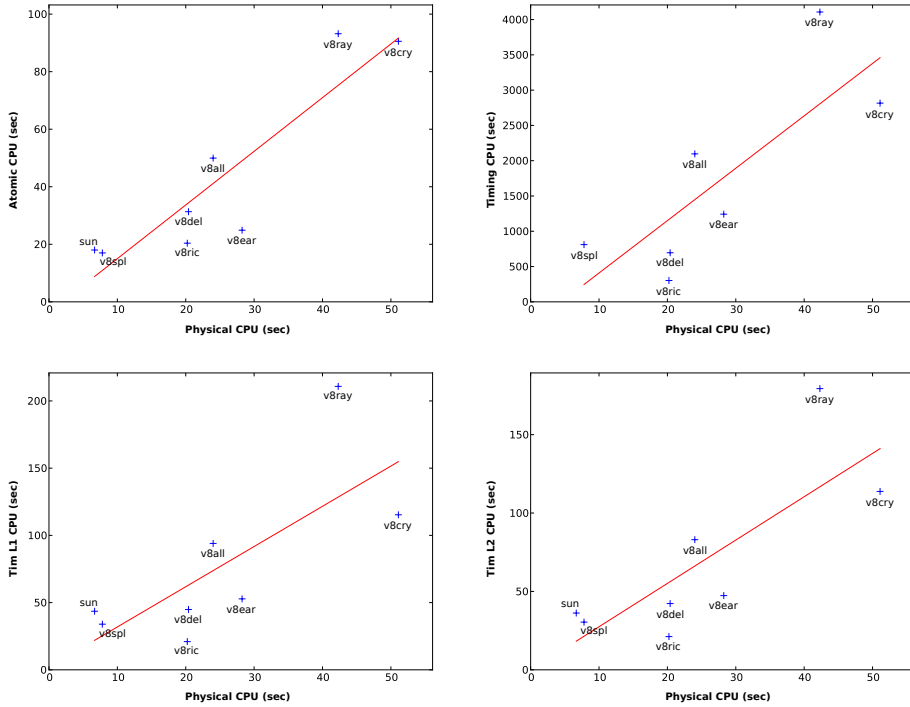 100
80
60
40
20
0
Atomic CPU (sec)
v8ray
v8cry
v8all
v8del
v8ear
v8ric
sun
v8spl
0 10 20 30 40 50
Physical CPU (sec)
4000
3500
3000
2500
2000
1500
1000
500
0
Timing CPU (sec)
v8ray
v8cry
v8all
v8ear
v8spl
v8del
v8ric
0 10 20 30 40 50
Physical CPU (sec)
200
150
100
50
0
Tim L1 CPU (sec)
v8ray
v8cry
v8all
v8ear
v8del
sun
v8spl
v8ric
0 10 20 30 40 50
Physical CPU (sec)
150
100
50
0
Tim L2 CPU (sec)
v8ray
v8cry
v8all
v8ear
v8del
sun
v8spl
v8ric
0 10 20 30 40 50
Physical CPU (sec)